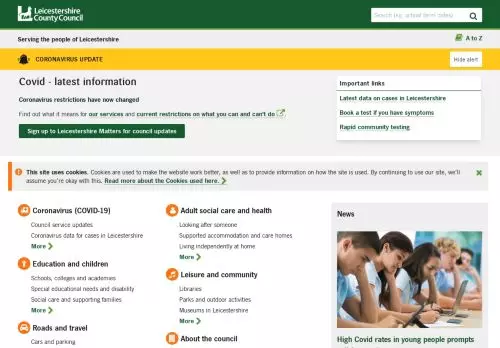 Leicestershire
County Council
Search (eg. school term dates)
Serving the people of Leicestershire
A to Z
CORONAVIRUS UPDATE
Hide alert
Covid - latest information
Coronavirus restrictions have now changed
Find out what it means for our services and current restrictions on what you can and can't do
Sign up to Leicestershire Matters for council updates
Important links
Latest data on cases in Leicestershire
Book a test if you have symptoms
Rapid community testing
This site uses cookies. Cookies are used to make the website work better, as well as to provide information on how the site is used. By continuing to use our site, we'll
assume you're okay with this. Read more about the Cookies used here.
Coronavirus (COVID-19)
Council service updates
Coronavirus data for cases in Leicestershire
More
Education and children
Schools, colleges and academies
Special educational needs and disability
Social care and supporting families
More
Roads and travel
Cars and parking
Adult social care and health
Looking after someone
Supported accommodation and care homes
Living independently at home
More
Leisure and community
Libraries
Parks and outdoor activities
Museums in Leicestershire
More
About the council
News
High Covid rates in young people prompts